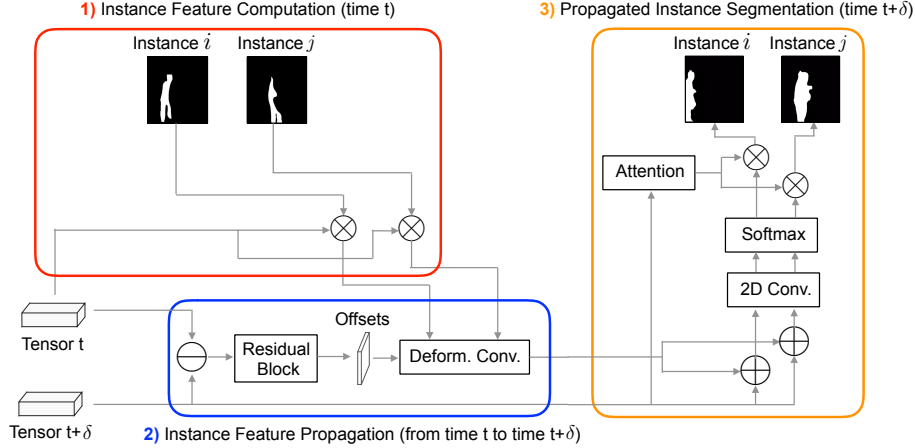 1) Instance Feature Computation (time t)
Instance i
Instance j
3) Propagated Instance Segmentation (time t+δ)
Instance i
Instance j
Attention
Softmax
2D Conv.
Tensor t
Offsets
Residual
Block
Deform. Conv.
Tensor t+δ
2) Instance Feature Propagation (from time t to time t+δ)